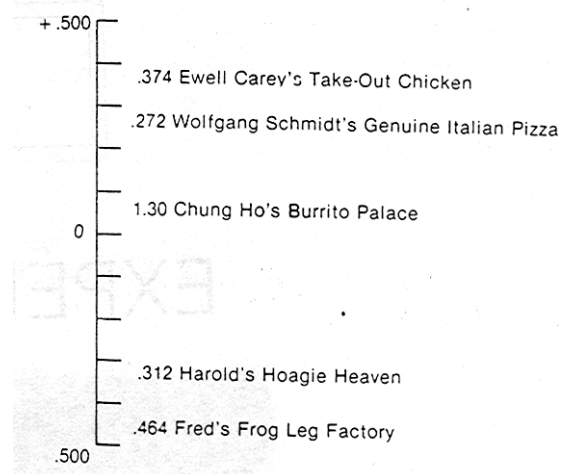 + .500
.374 Ewell Carey's Take-Out Chicken
.272 Wolfgang Schmidt's Genuine Italian Pizza
1.30 Chung Ho's Burrito Palace
0
.312 Harold's Hoagie Heaven
.464 Fred's Frog Leg Factory
.500